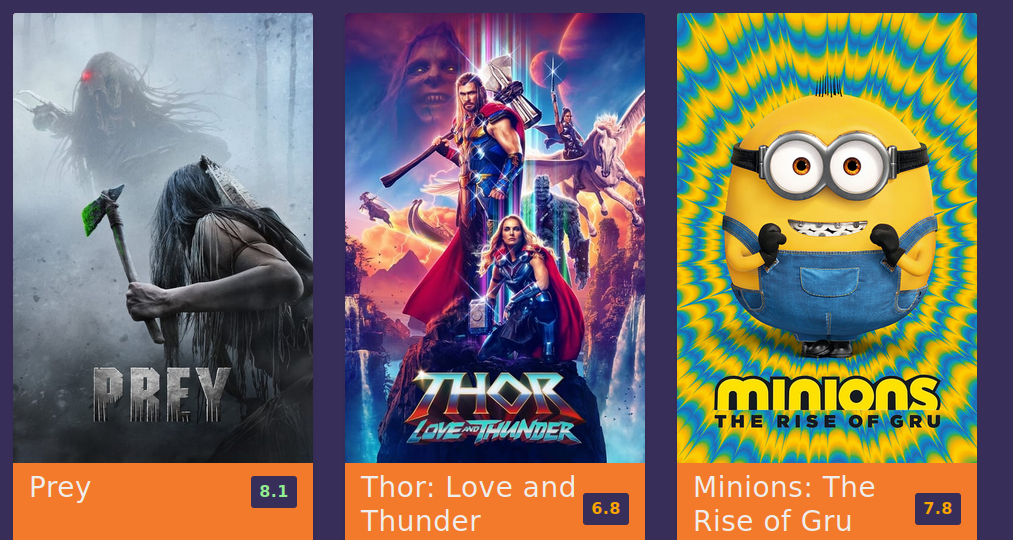 PREY
Prey
8.1
THOR
LOVE AND THUNDER
Thor: Love and
Thunder
6.8
minions
THE RISE OF GRU
Minions: The
Rise of Gru
7.8